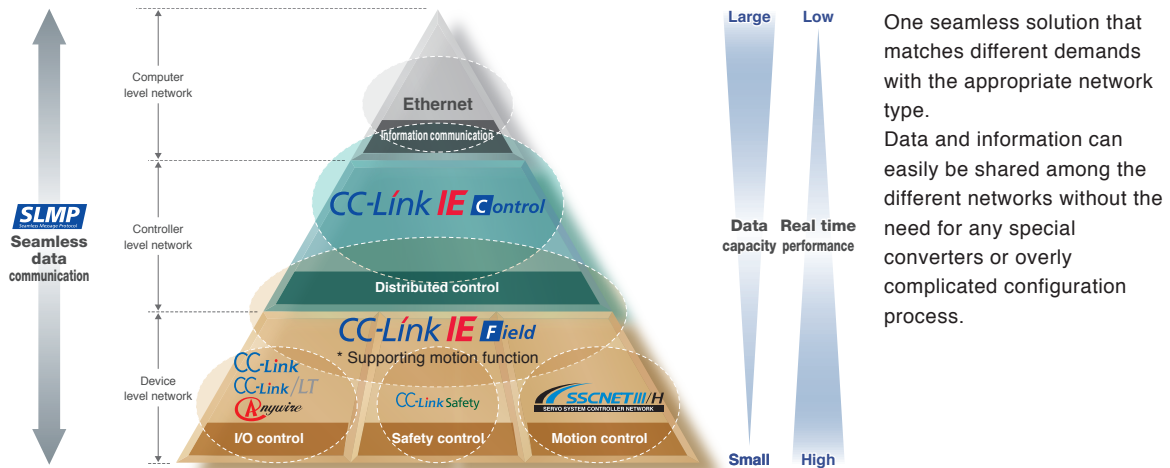 SLMP
Seamless Message Protocol
Seamless
data
communication
Computer
level network
Controller
level network
Device
level network
Ethernet
Information communication
CC-Link IE Control
Distributed control
CC-Link IE Field
* Supporting motion function
CC-Link
CC-Link/LT
Anywire
I/O control
CC-Link Safety
Safety control
SSCNETIII/H
SERVO SYSTEM CONTROLLER NETWORK
Motion control
Large
Data
capacity
Small
Low
Real time
performance
High
One seamless solution that
matches different demands
with the appropriate network
type.
Data and information can
easily be shared among the
different networks without the
need for any special
converters or overly
complicated configuration
process.